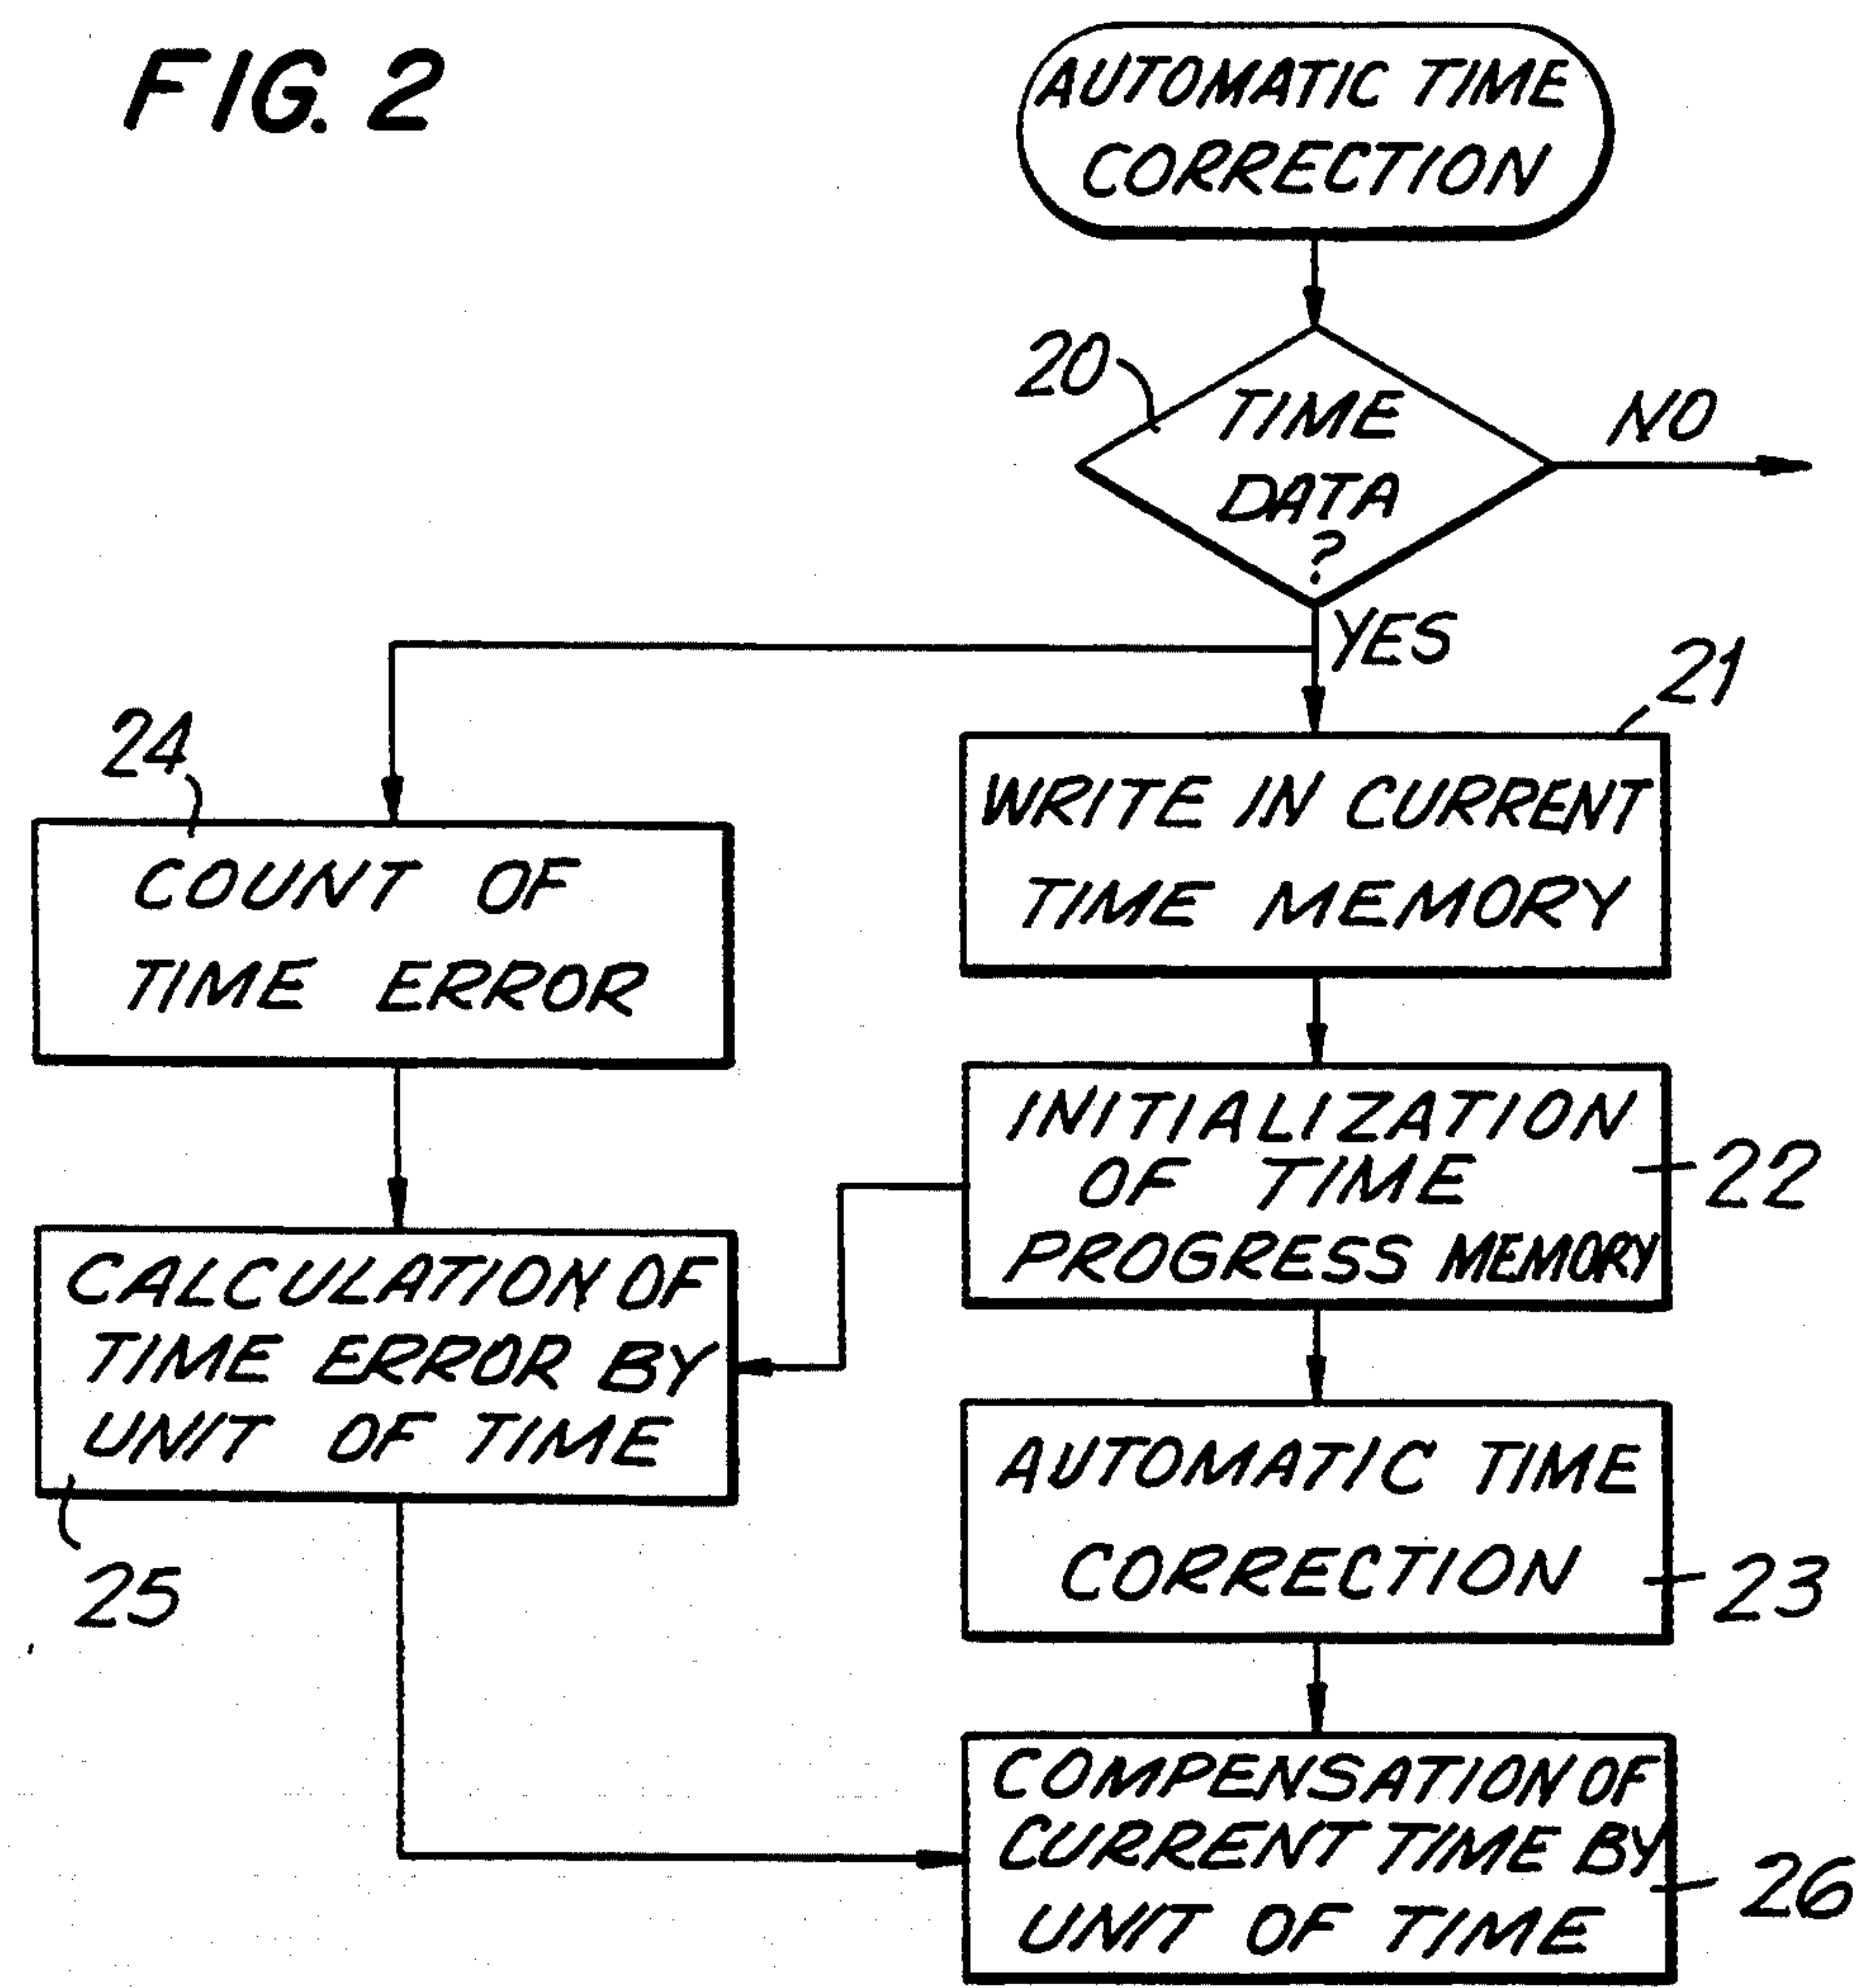 FIG. 2
AUTOMATIC TIME
CORRECTION
20
TIME
DATA
?
NO
YES
21
WRITE IN CURRENT
TIME MEMORY
24
COUNT OF
TIME ERROR
INITIALIZATION
OF TIME
PROGRESS MEMORY
22
CALCULATION OF
TIME ERROR BY
UNIT OF TIME
25
AUTOMATIC TIME
CORRECTION
23
COMPENSATION OF
CURRENT TIME BY
UNIT OF TIME
26